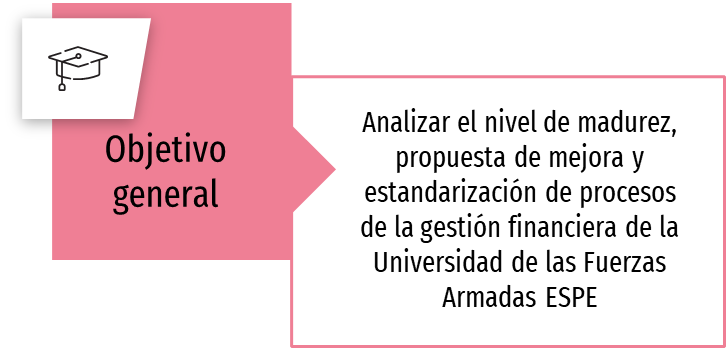 Objetivo
general
Analizar el nivel de madurez,
propuesta de mejora y
estandarización de procesos
de la gestión financiera de la
Universidad de las Fuerzas
Armadas ESPE